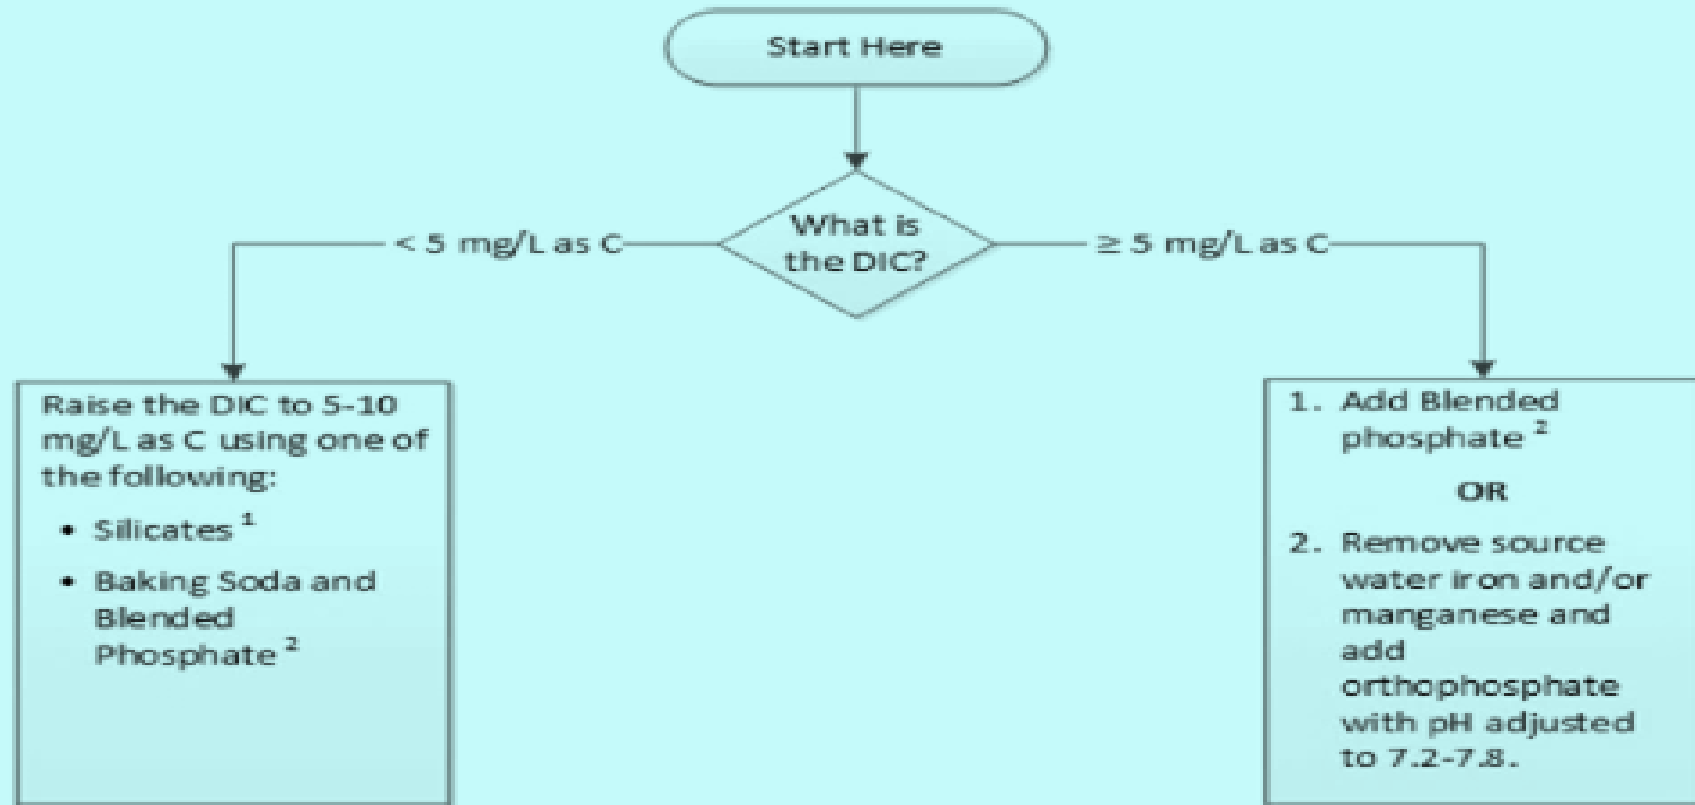 Start Here
What is
the DIC?
< 5 mg/L as C
≥ 5 mg/L as C
Raise the DIC to 5-10
mg/L as C using one of
the following:
• Silicates ¹
• Baking Soda and
Blended
Phosphate ²
1. Add Blended
phosphate ²
OR
2. Remove source
water iron and/or
manganese and
add
orthophosphate
with pH adjusted
to 7.2-7.8.